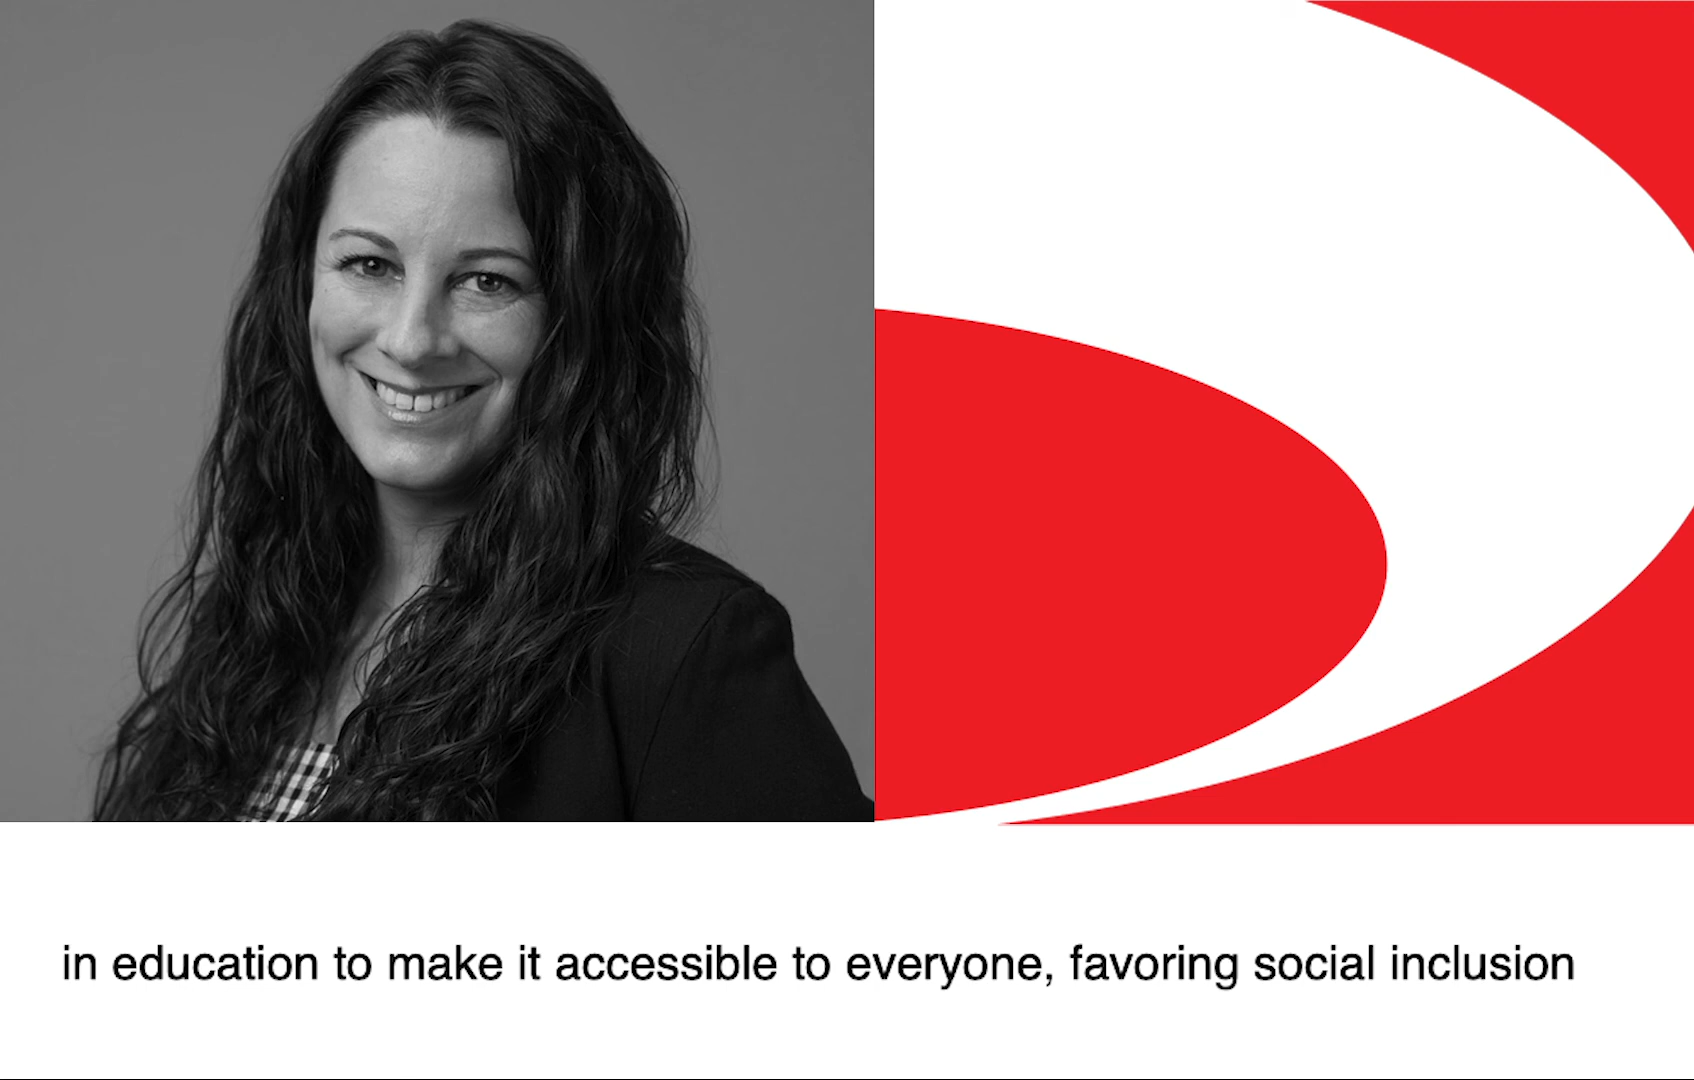 in education to make it accessible to everyone, favoring social inclusion